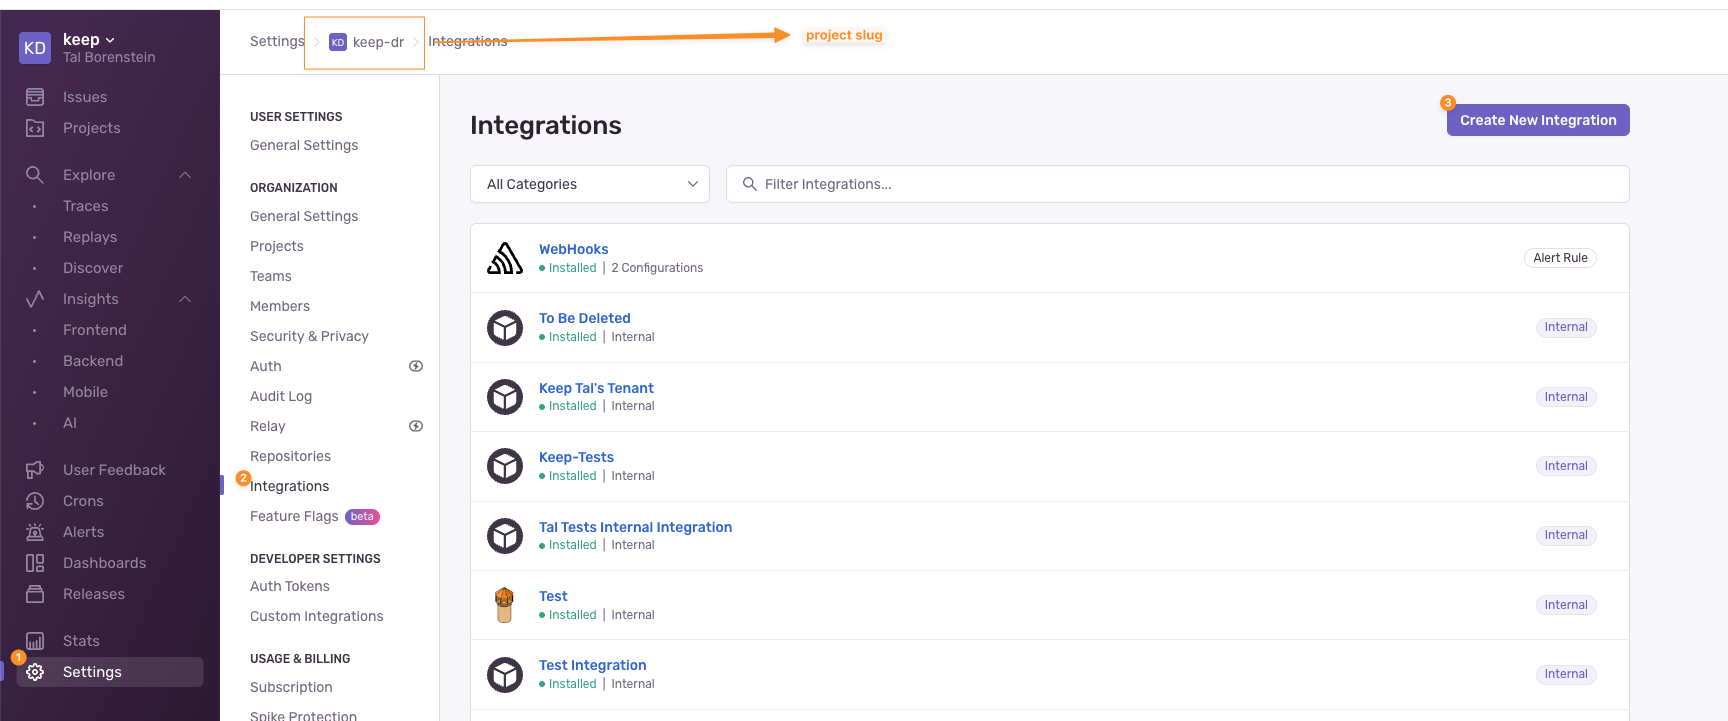 KD
keep
Tal Borenstein
Issues
Projects
Explore
Traces
Replays
Discover
Insights
Frontend
Backend
Mobile
AI
User Feedback
Crons
Alerts
Dashboards
Releases
Stats
1
Settings
Settings > KD keep-dr > Integrations
project slug
USER SETTINGS
General Settings
ORGANIZATION
General Settings
Projects
Teams
Members
Security & Privacy
Auth
Audit Log
Relay
Repositories
2
Integrations
Feature Flags beta
DEVELOPER SETTINGS
Auth Tokens
Custom Integrations
USAGE & BILLING
Subscription
Spike Protection
Integrations
3
Create New Integration
All Categories
Filter Integrations...
WebHooks
Installed | 2 Configurations
Alert Rule
To Be Deleted
Installed | Internal
Internal
Keep Tal's Tenant
Installed | Internal
Internal
Keep-Tests
Installed | Internal
Internal
Tal Tests Internal Integration
Installed | Internal
Internal
Test
Installed | Internal
Internal
Test Integration
Installed | Internal
Internal